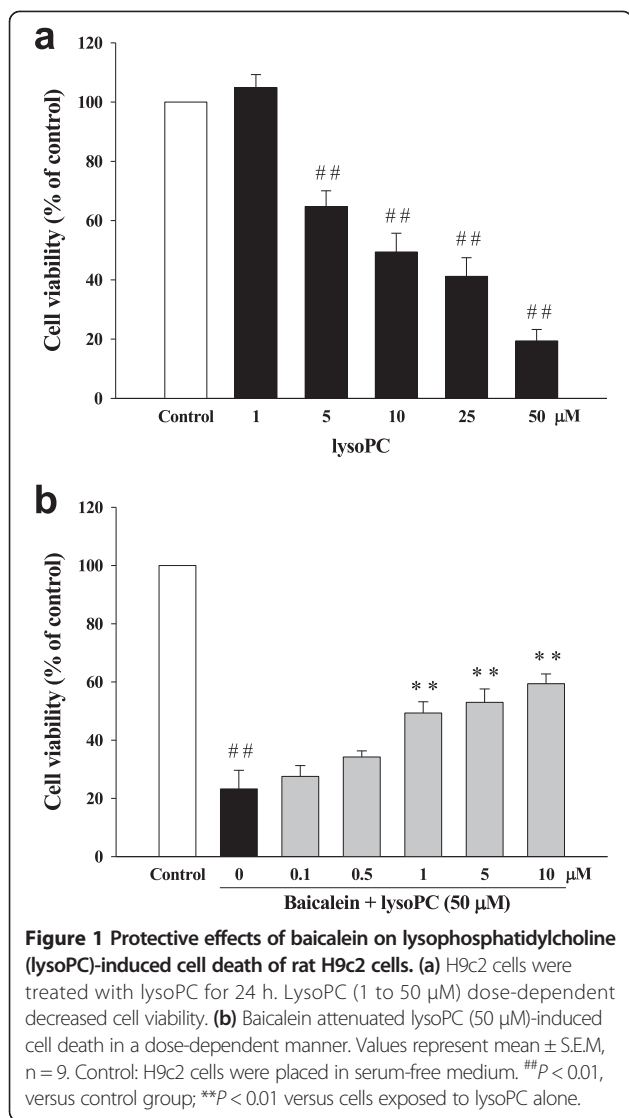 a
120
100
80
60
40
20
0
Cell viability (% of control)
##
##
##
##
Control 1 5 10 25 50 μM
lysoPC
b
120
100
80
60
40
20
0
Cell viability (% of control)
##
**
**
**
Control 0 0.1 0.5 1 5 10 μM
Baicalein + lysoPC (50 μM)
Figure 1 Protective effects of baicalein on lysophosphatidylcholine
(lysoPC)-induced cell death of rat H9c2 cells. (a) H9c2 cells were
treated with lysoPC for 24 h. LysoPC (1 to 50 μM) dose-dependent
decreased cell viability. (b) Baicalein attenuated lysoPC (50 μM)-induced
cell death in a dose-dependent manner. Values represent mean ± S.E.M,
n = 9. Control: H9c2 cells were placed in serum-free medium. ##P < 0.01,
versus control group; **P < 0.01 versus cells exposed to lysoPC alone.